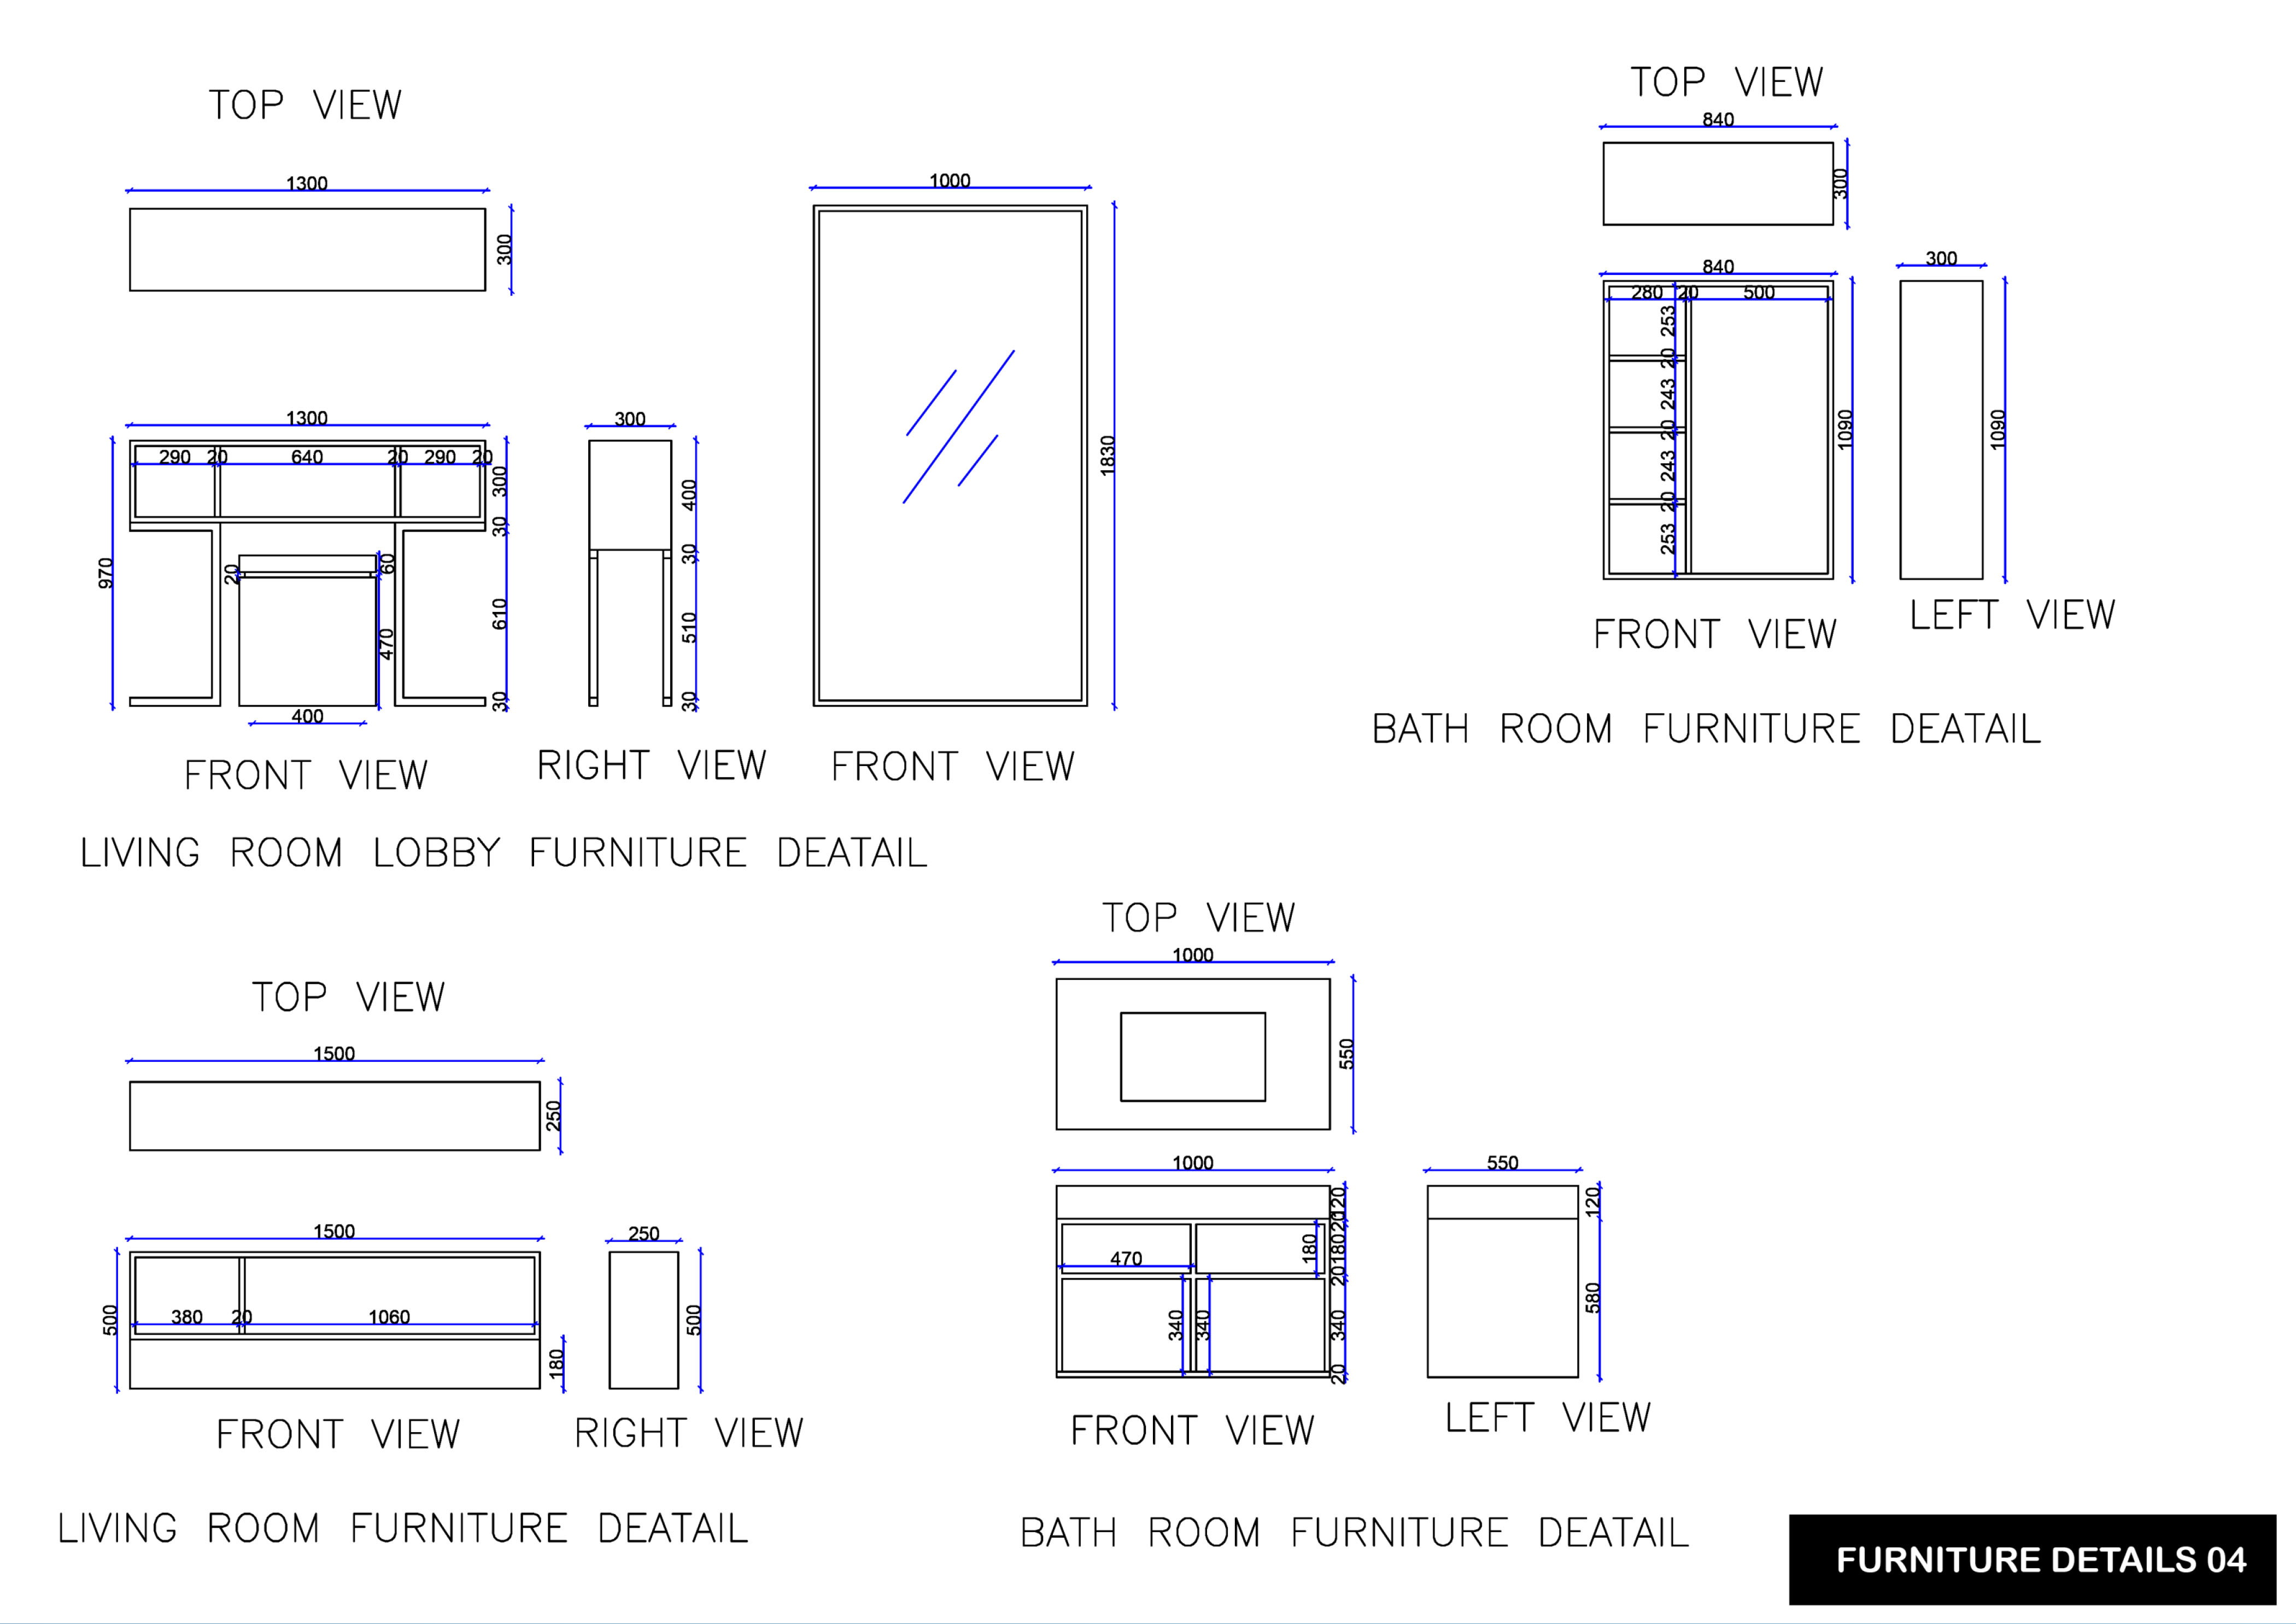 TOP VIEW
1300
300
1300
290 20 640 20 290 20
300
30
610
30
970
20
60
470
400
FRONT VIEW
300
400
30
510
30
RIGHT VIEW
1000
1830
FRONT VIEW
LIVING ROOM LOBBY FURNITURE DEATAIL
TOP VIEW
840
300
840
280 20 500
253
20
243
20
243
20
253
1090
FRONT VIEW
300
1090
LEFT VIEW
BATH ROOM FURNITURE DEATAIL
TOP VIEW
1500
250
1500
380 20 1060
500
180
FRONT VIEW
250
500
RIGHT VIEW
LIVING ROOM FURNITURE DEATAIL
TOP VIEW
1000
550
1000
120
20
180
180
20
470
340
340
340
20
FRONT VIEW
550
120
580
LEFT VIEW
BATH ROOM FURNITURE DEATAIL
FURNITURE DETAILS 04